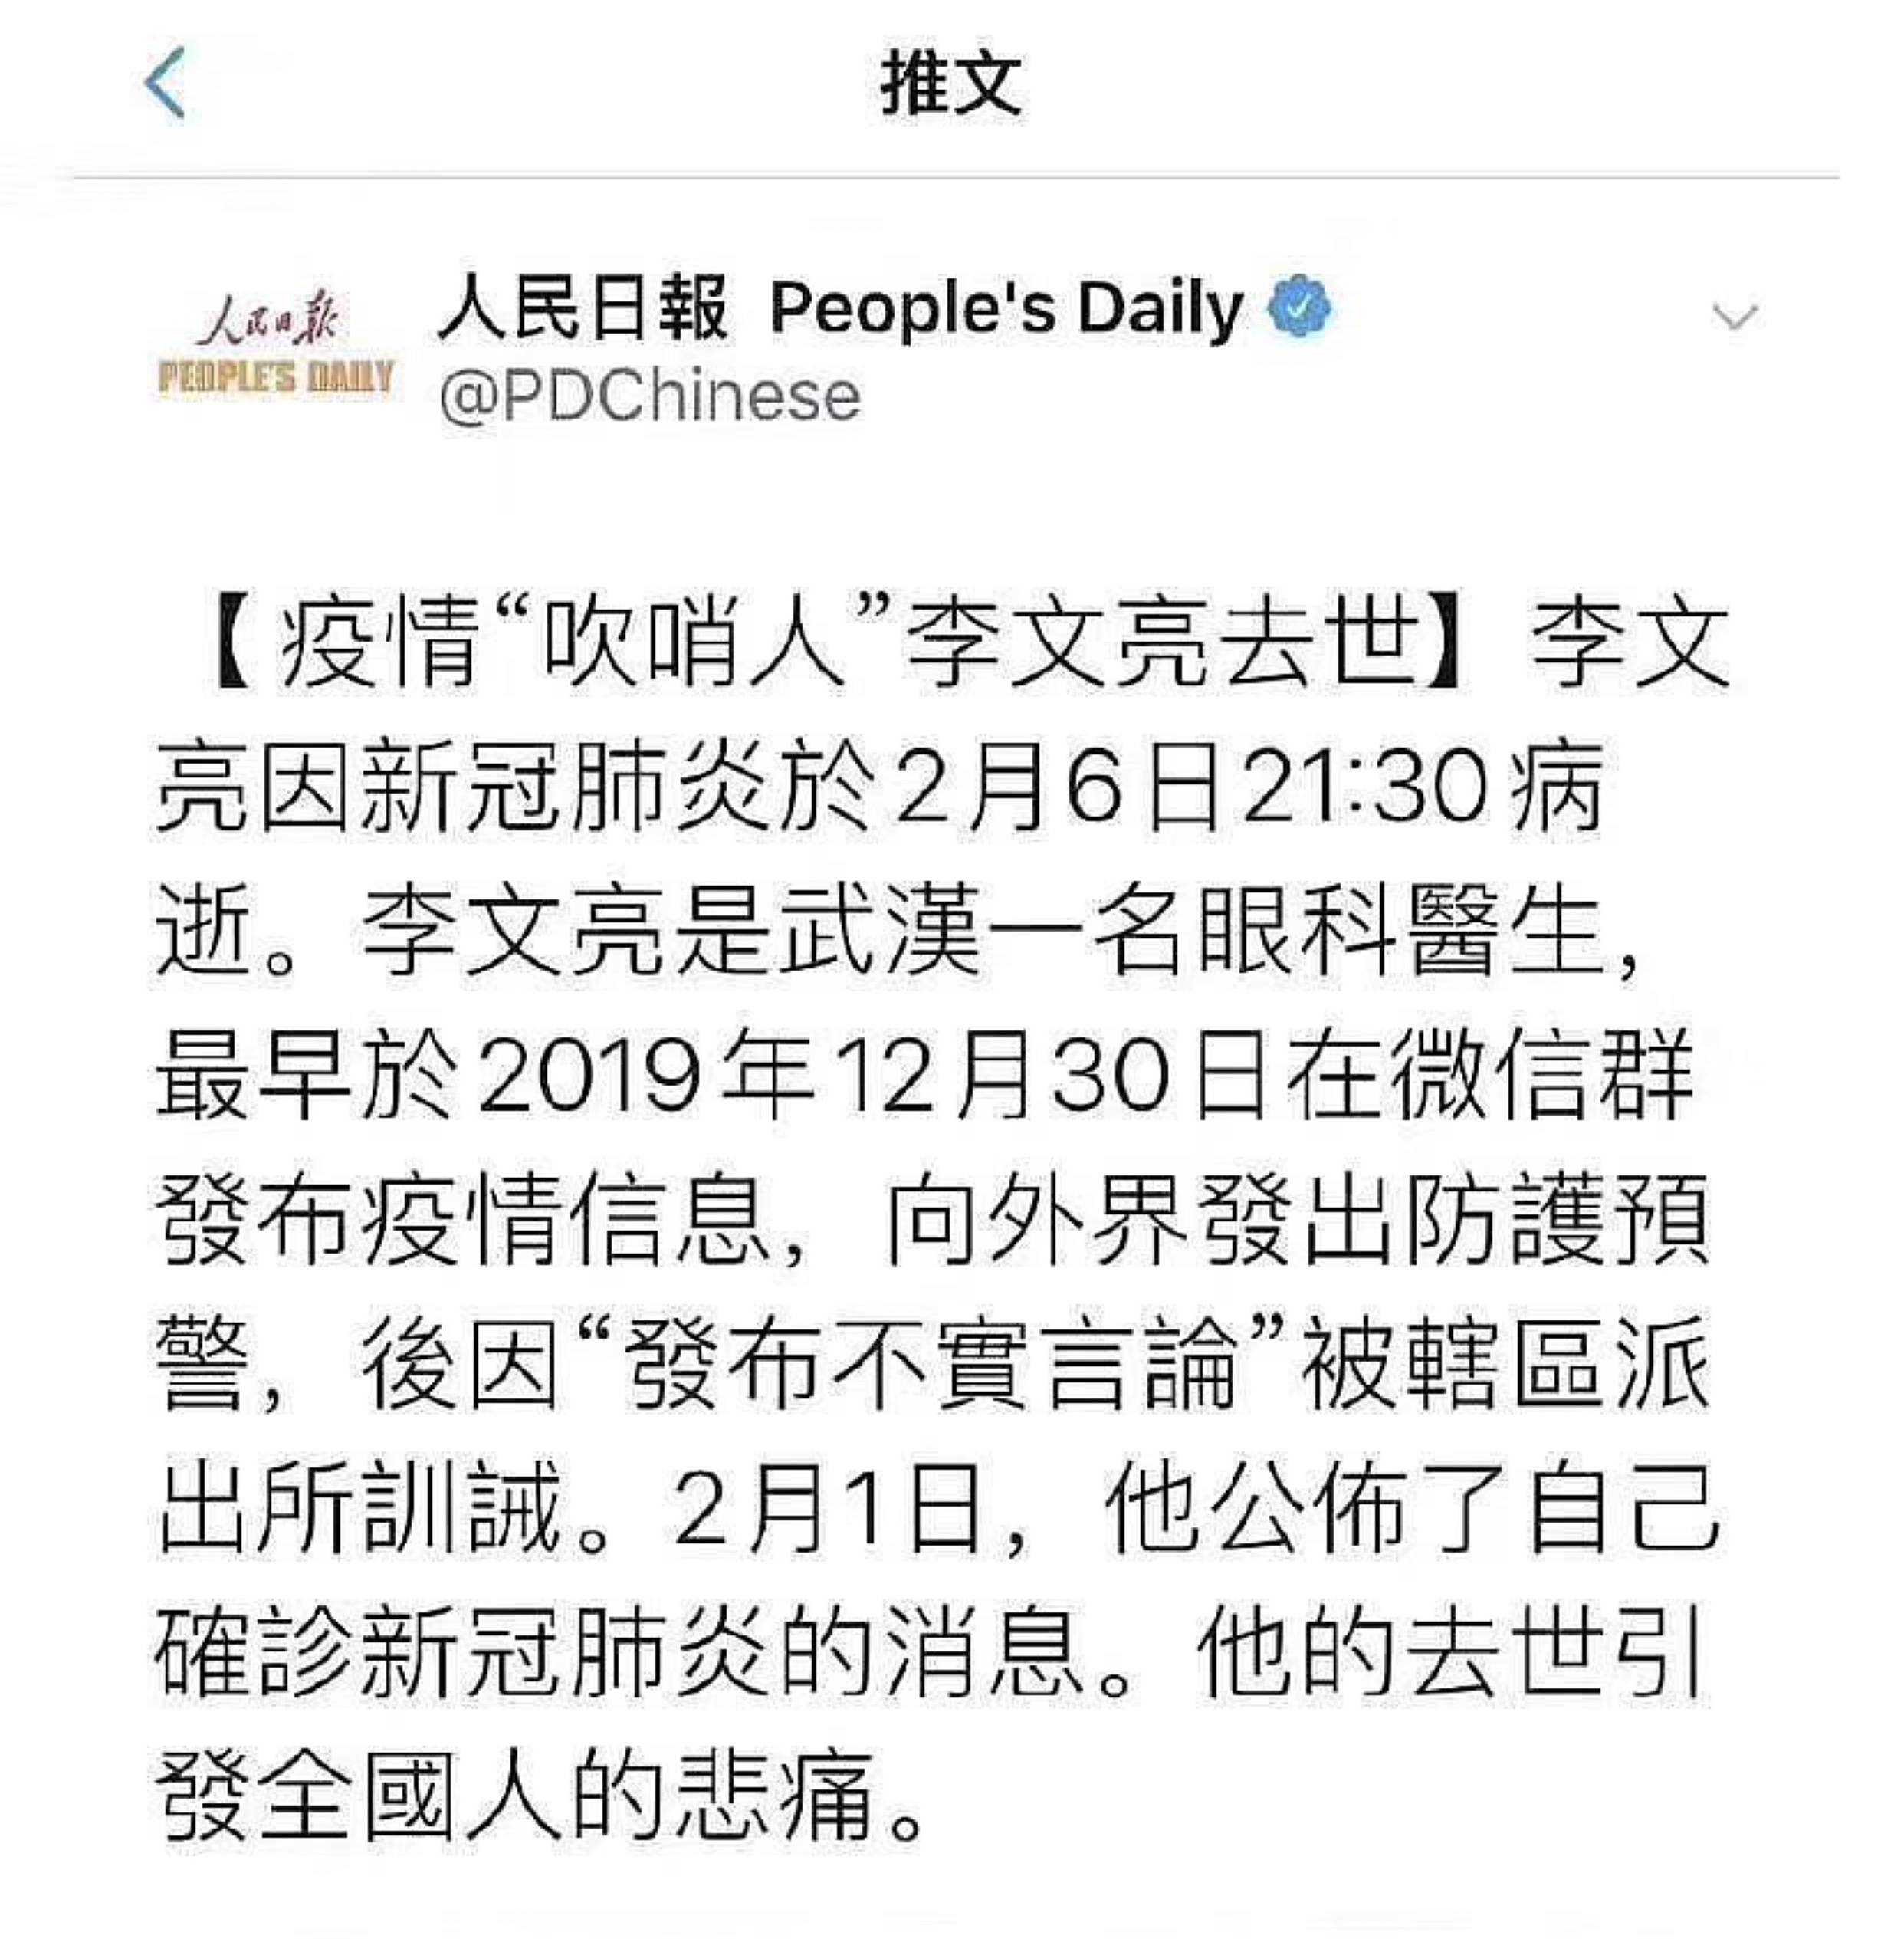 推文
人民日報
PEOPLE'S DAILY
人民日報 People's Daily
@PDChinese
【疫情“吹哨人”李文亮去世】李文
亮因新冠肺炎於2月6日21:30病
逝。李文亮是武漢一名眼科醫生，
最早於2019年12月30日在微信群
發布疫情信息，向外界發出防護預
警，後因“發布不實言論”被轄區派
出所訓誡。2月1日，他公佈了自己
確診新冠肺炎的消息。他的去世引
發全國人的悲痛。